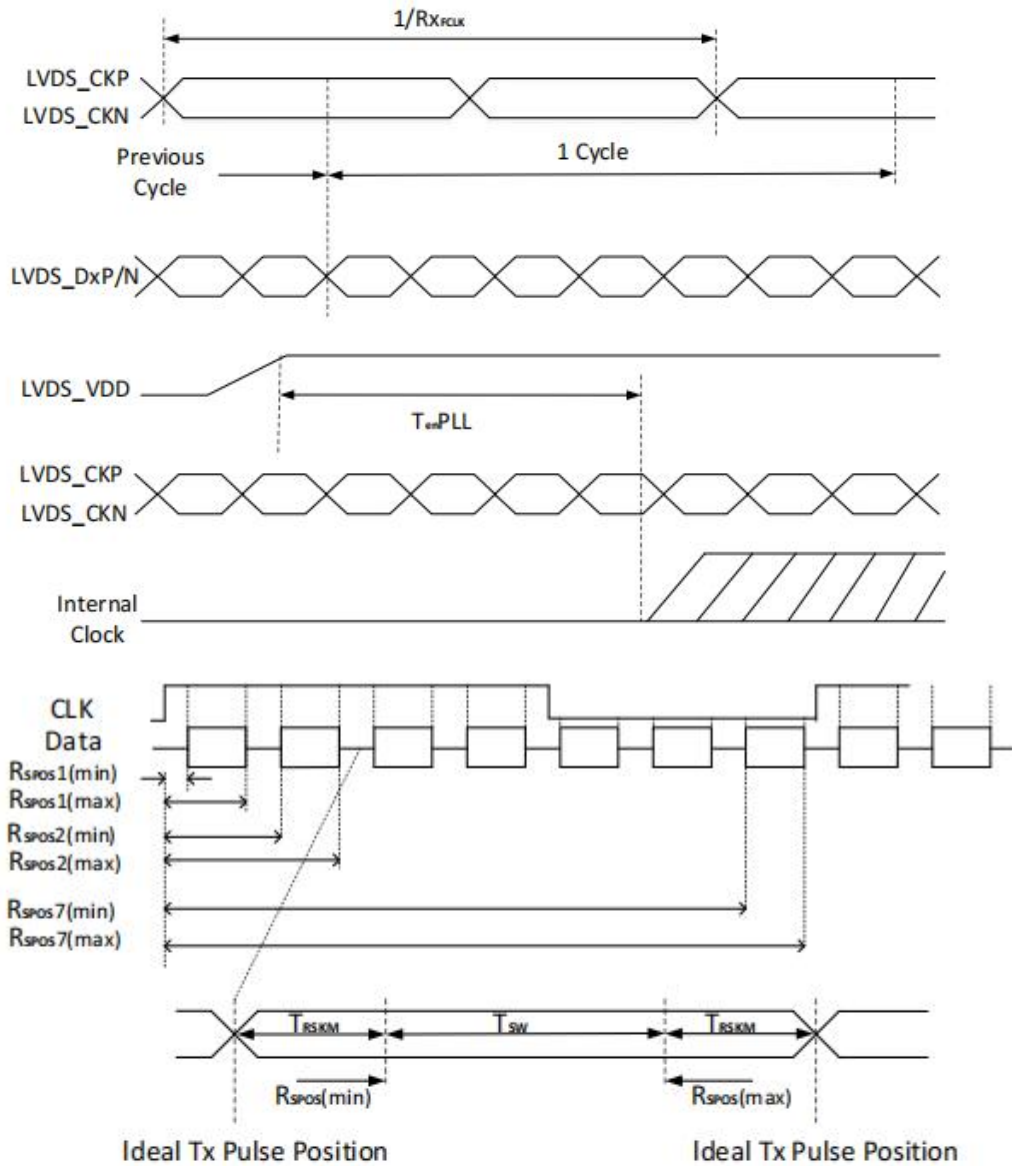 1/RxFCLK
LVDS_CKP
LVDS_CKN
Previous
Cycle
1 Cycle
LVDS_DxP/N
LVDS_VDD
TenPLL
LVDS_CKP
LVDS_CKN
Internal
Clock
CLK
Data
RSPOS1(min)
RSPOS1(max)
RSPOS2(min)
RSPOS2(max)
RSPOS7(min)
RSPOS7(max)
TRSKM
TSW
TRSKM
RSPOS(min)
RSPOS(max)
Ideal Tx Pulse Position
Ideal Tx Pulse Position